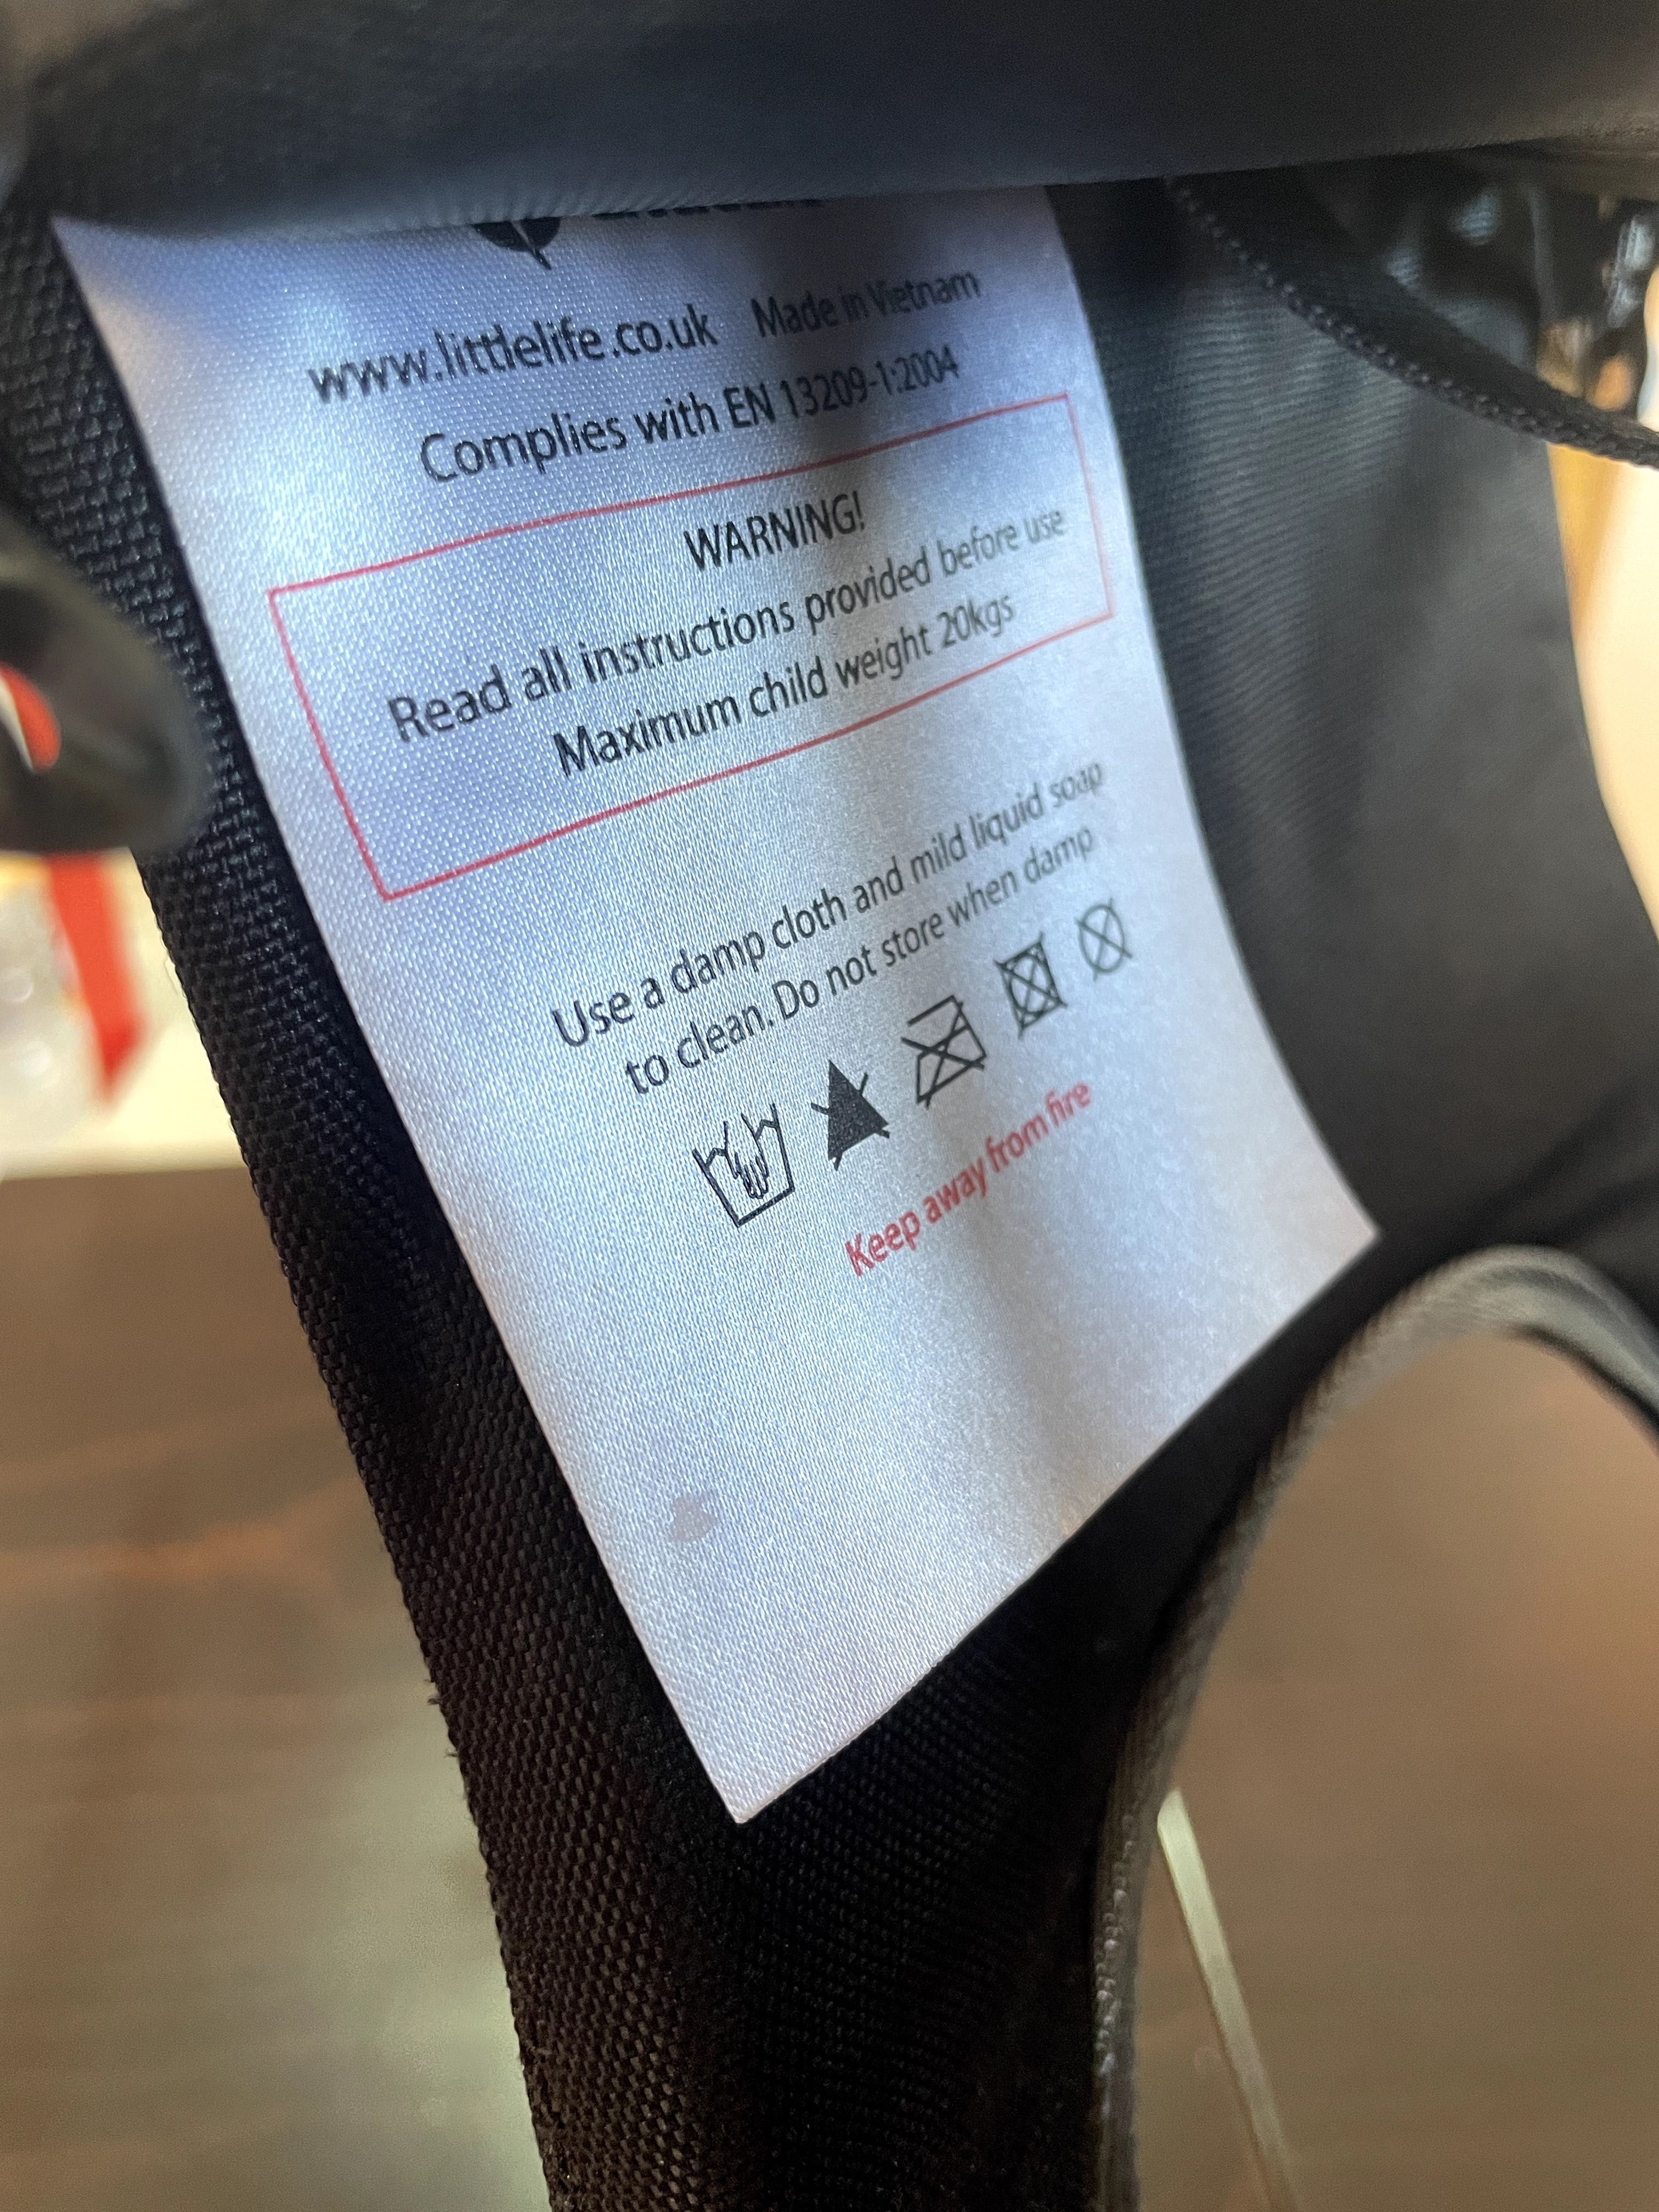 www.littlelife.co.uk Made in Vietnam
Complies with EN 13209-1:2004
WARNING!
Read all instructions provided before use
Maximum child weight 20kgs
Use a damp cloth and mild liquid soap
to clean. Do not store when damp
Keep away from fire